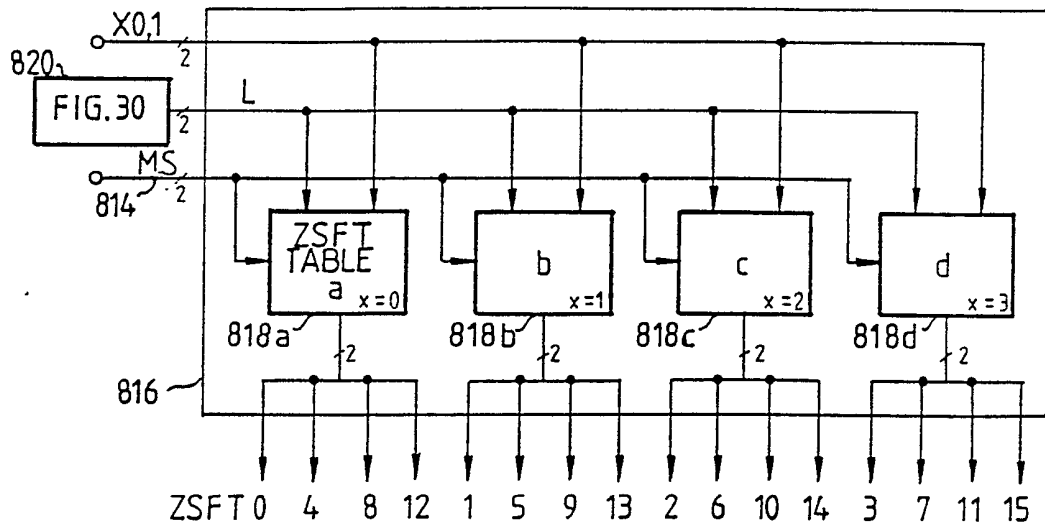 X0,1
2
820
FIG.30
L
2
MS
814
2
ZSFT TABLE a x=0
b x=1
c x=2
d x=3
818a
2
818b
2
818c
2
818d
2
816
ZSFT 0 4 8 12 1 5 9 13 2 6 10 14 3 7 11 15